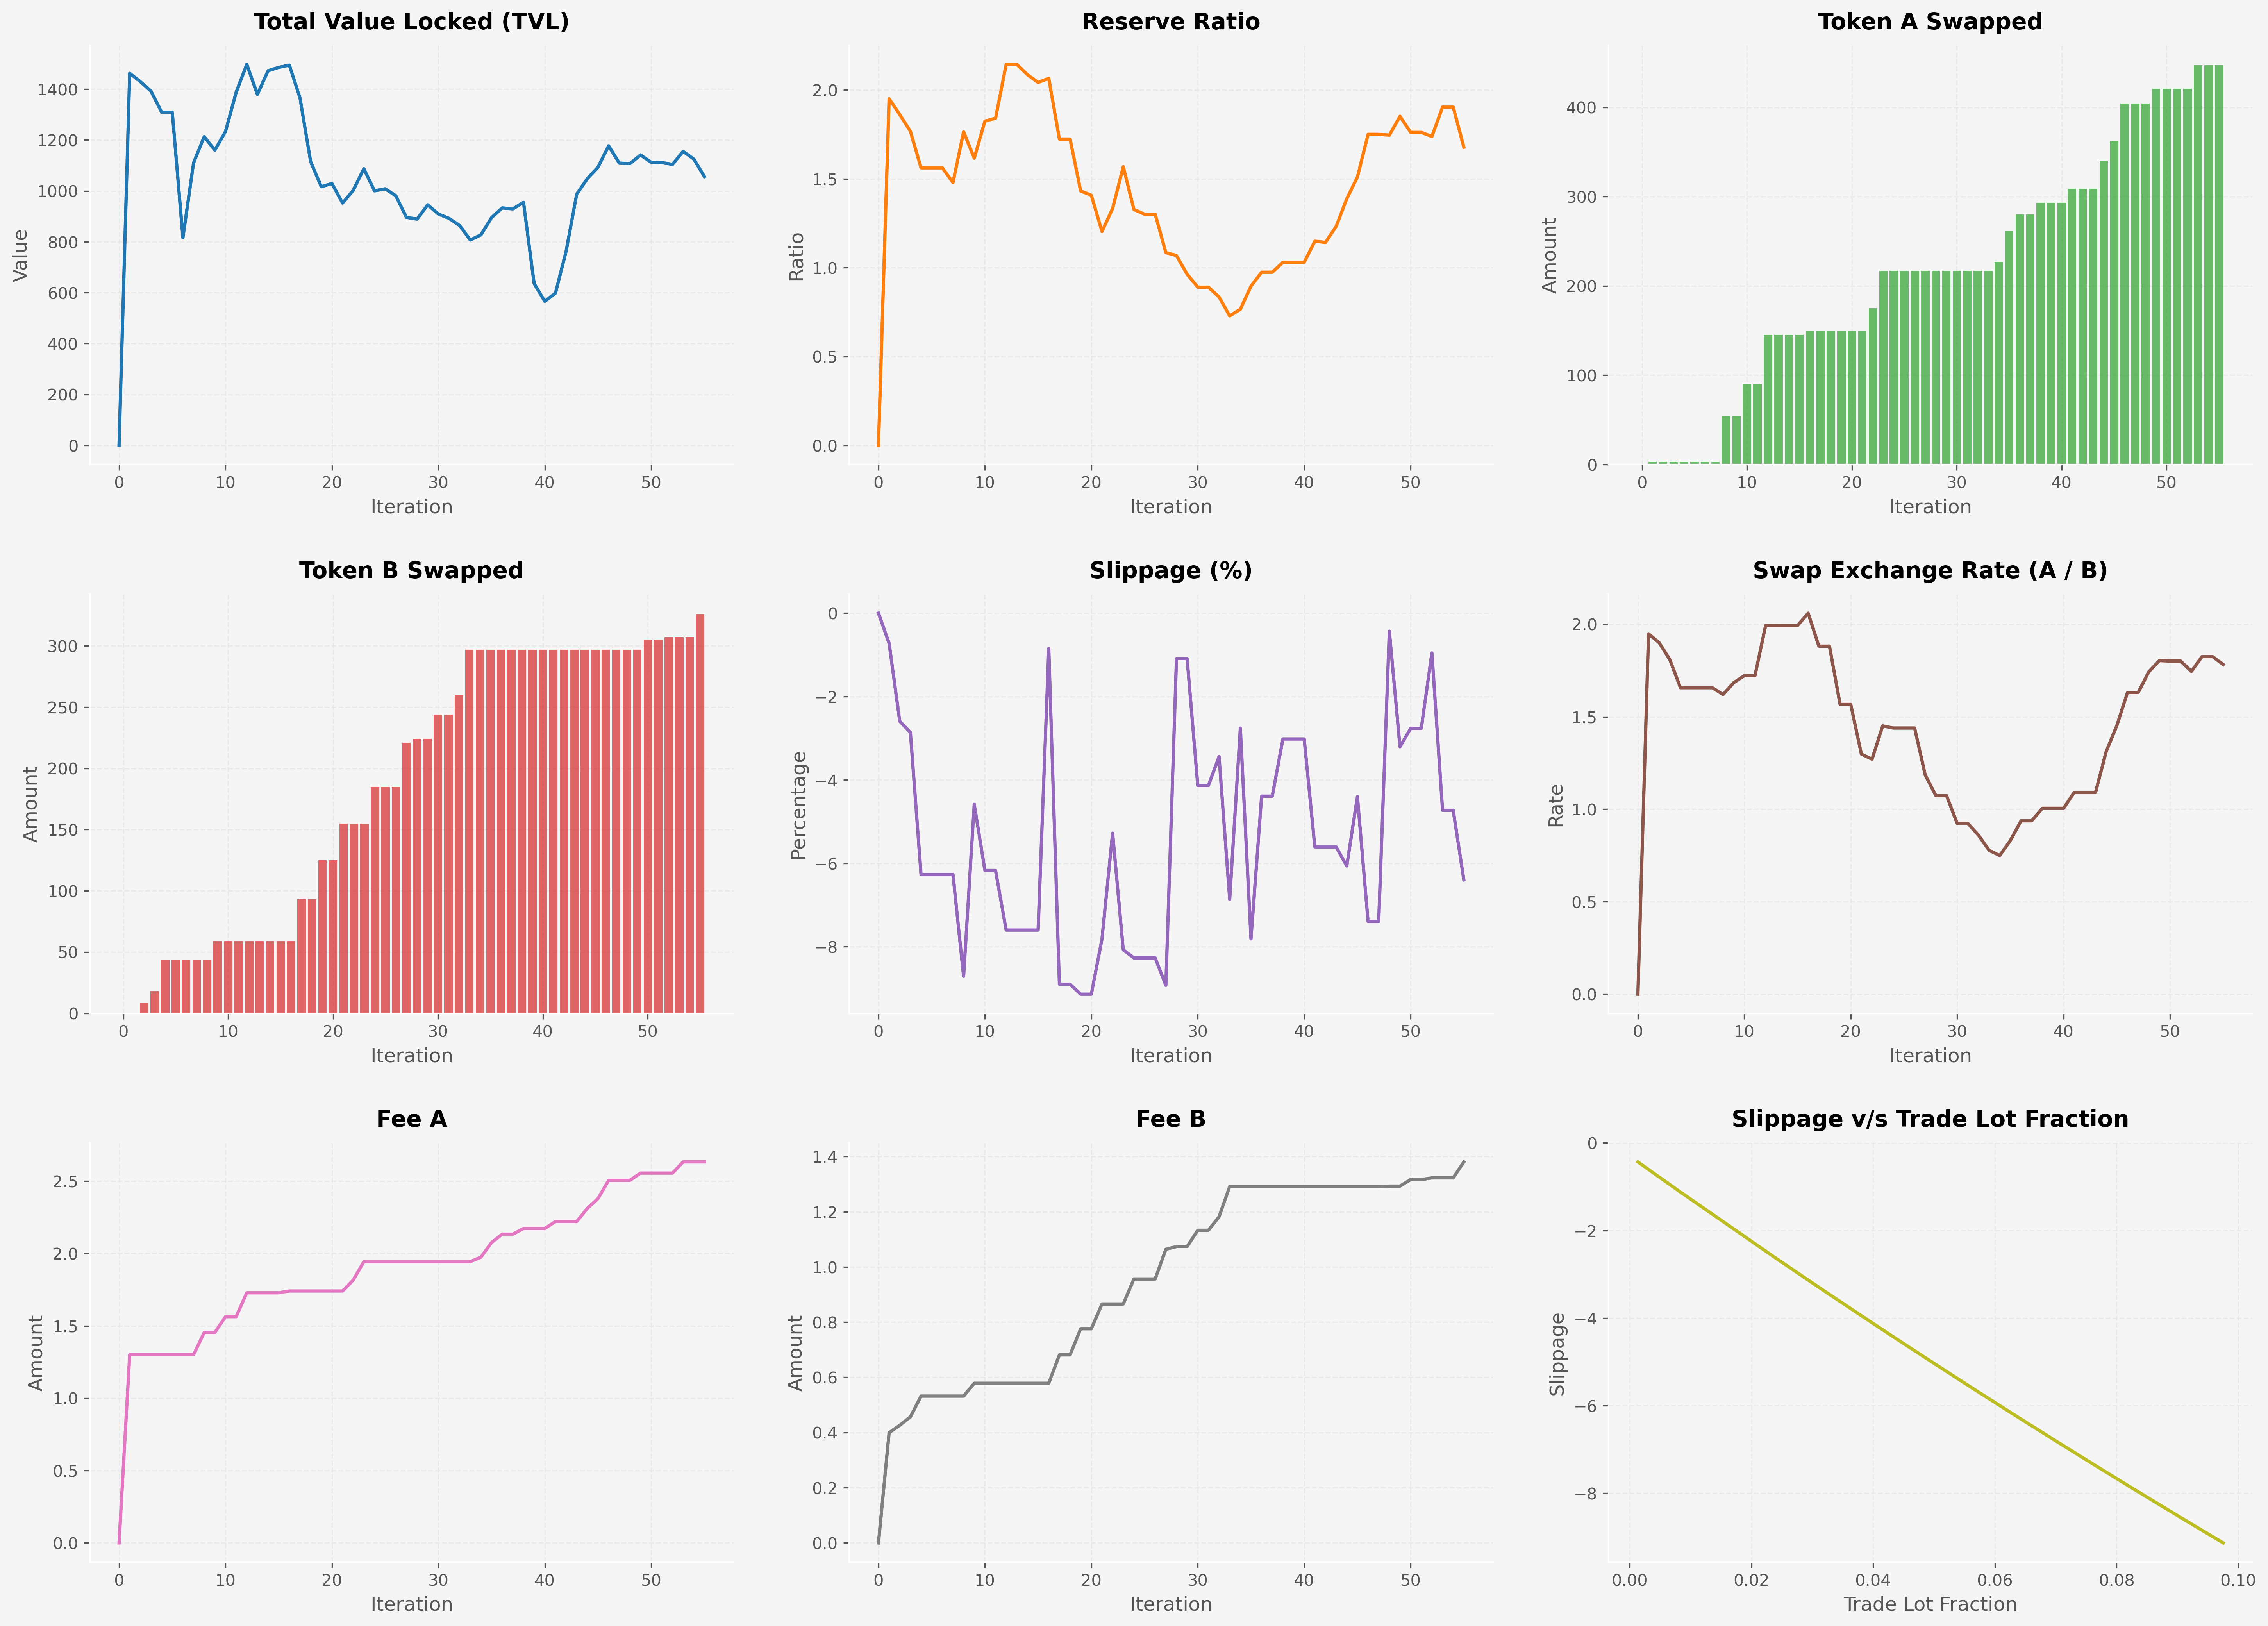 Total Value Locked (TVL)
Value
1400
1200
1000
800
600
400
200
0
0 10 20 30 40 50
Iteration
Reserve Ratio
Ratio
2.0
1.5
1.0
0.5
0.0
0 10 20 30 40 50
Iteration
Token A Swapped
Amount
400
300
200
100
0
0 10 20 30 40 50
Iteration
Token B Swapped
Amount
300
250
200
150
100
50
0
0 10 20 30 40 50
Iteration
Slippage (%)
Percentage
0
−2
−4
−6
−8
0 10 20 30 40 50
Iteration
Swap Exchange Rate (A / B)
Rate
2.0
1.5
1.0
0.5
0.0
0 10 20 30 40 50
Iteration
Fee A
Amount
2.5
2.0
1.5
1.0
0.5
0.0
0 10 20 30 40 50
Iteration
Fee B
Amount
1.4
1.2
1.0
0.8
0.6
0.4
0.2
0.0
0 10 20 30 40 50
Iteration
Slippage v/s Trade Lot Fraction
Slippage
0
−2
−4
−6
−8
0.00 0.02 0.04 0.06 0.08 0.10
Trade Lot Fraction